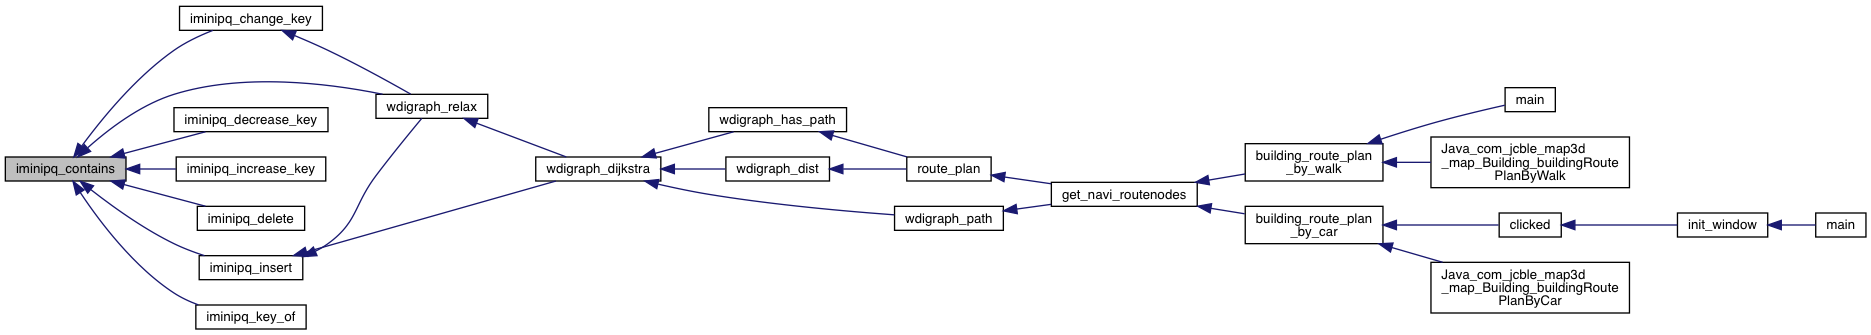 iminipq_contains
iminipq_change_key
wdigraph_relax
iminipq_decrease_key
iminipq_increase_key
iminipq_delete
iminipq_insert
iminipq_key_of
wdigraph_dijkstra
wdigraph_has_path
wdigraph_dist
wdigraph_path
route_plan
get_navi_routenodes
building_route_plan
_by_walk
main
Java_com_jcble_map3d
_map_Building_buildingRoute
PlanByWalk
building_route_plan
_by_car
clicked
init_window
main
Java_com_jcble_map3d
_map_Building_buildingRoute
PlanByCar